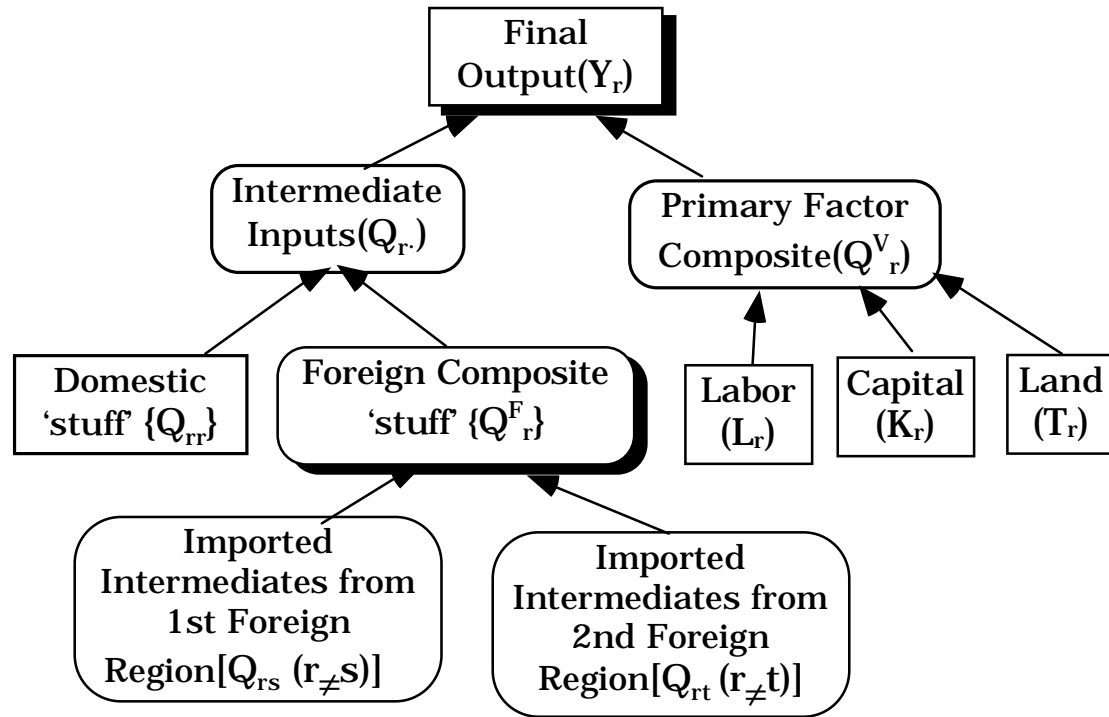 Final
Output(Yᵣ)
Intermediate
Inputs(Qᵣ.)
Primary Factor
Composite(Qⱽᵣ)
Domestic
‘stuff’ {Qᵣᵣ}
Foreign Composite
‘stuff’ {Qᶠᵣ}
Labor
(Lᵣ)
Capital
(Kᵣ)
Land
(Tᵣ)
Imported
Intermediates from
1st Foreign
Region[Qᵣₛ (r≠s)]
Imported
Intermediates from
2nd Foreign
Region[Qᵣₜ (r≠t)]